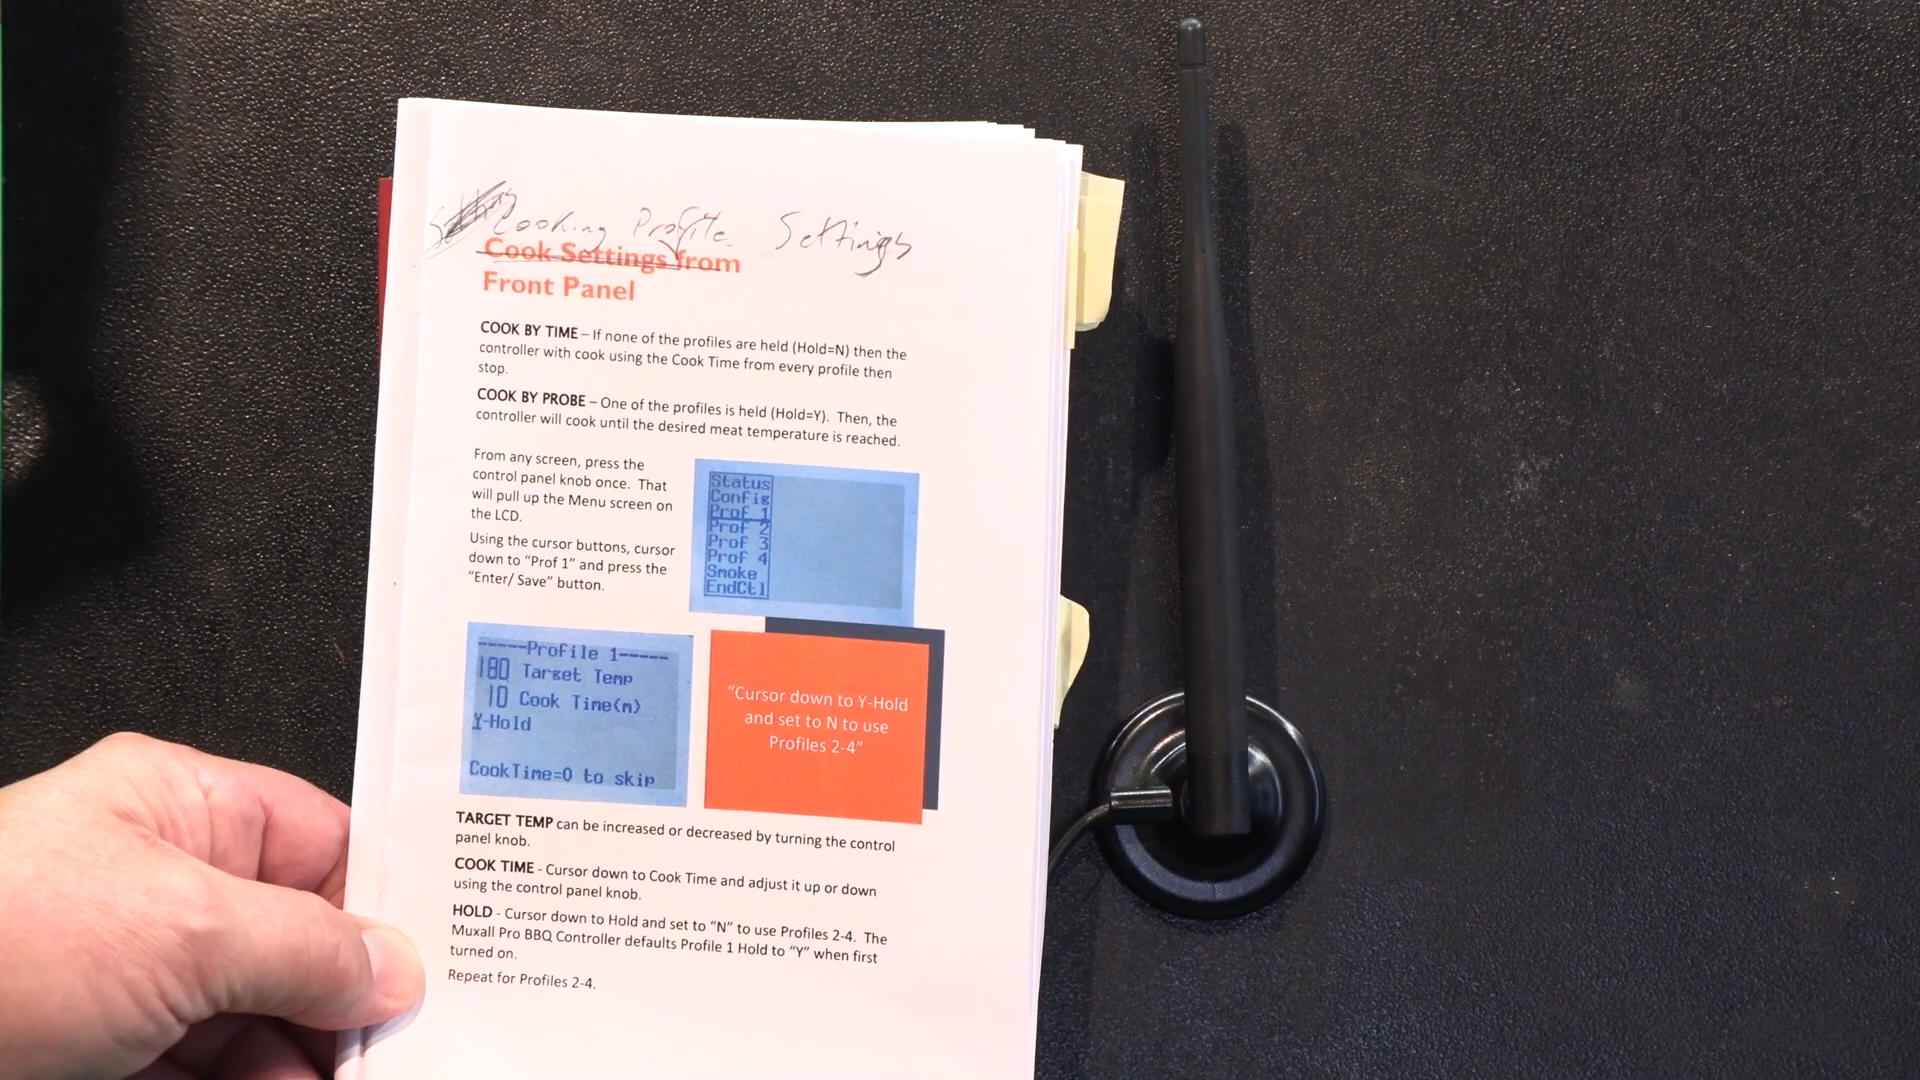 Cooking Profile Settings
Cook Settings from
Front Panel
COOK BY TIME – If none of the profiles are held (Hold=N) then the
controller with cook using the Cook Time from every profile then
stop.
COOK BY PROBE – One of the profiles is held (Hold=Y). Then, the
controller will cook until the desired meat temperature is reached.
From any screen, press the
control panel knob once. That
will pull up the Menu screen on
the LCD.
Using the cursor buttons, cursor
down to “Prof 1” and press the
“Enter/ Save” button.
Status
Config
Prof 1
Prof 2
Prof 3
Prof 4
Smoke
EndCtl
-----Profile 1-----
180 Target Temp
10 Cook Time(m)
Y-Hold
CookTime=0 to skip
“Cursor down to Y-Hold
and set to N to use
Profiles 2-4”
TARGET TEMP can be increased or decreased by turning the control
panel knob.
COOK TIME - Cursor down to Cook Time and adjust it up or down
using the control panel knob.
HOLD - Cursor down to Hold and set to “N” to use Profiles 2-4. The
Muxall Pro BBQ Controller defaults Profile 1 Hold to “Y” when first
turned on.
Repeat for Profiles 2-4.